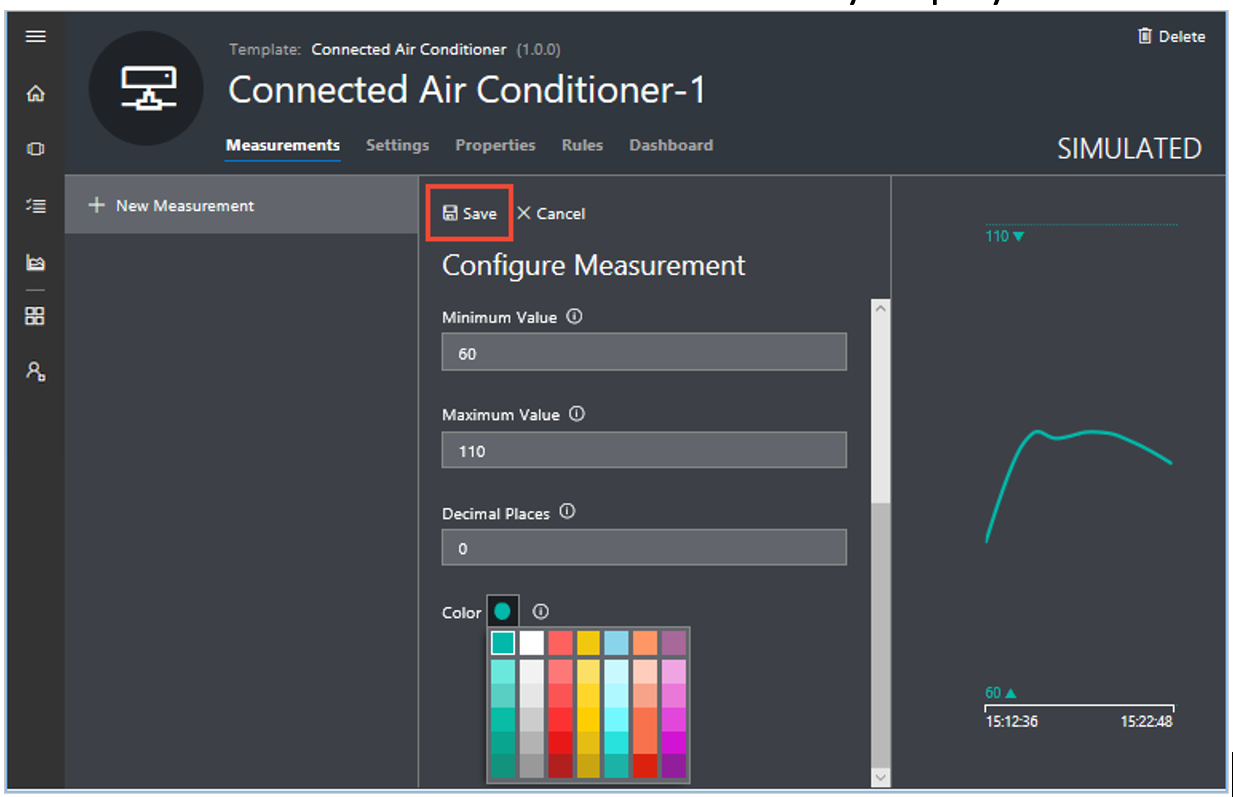 Delete
Template: Connected Air Conditioner (1.0.0)
Connected Air Conditioner-1
Measurements Settings Properties Rules Dashboard
SIMULATED
+ New Measurement
Save × Cancel
Configure Measurement
Minimum Value
60
Maximum Value
110
Decimal Places
0
Color
110 ▼
60 ▲
15:12:36 15:22:48